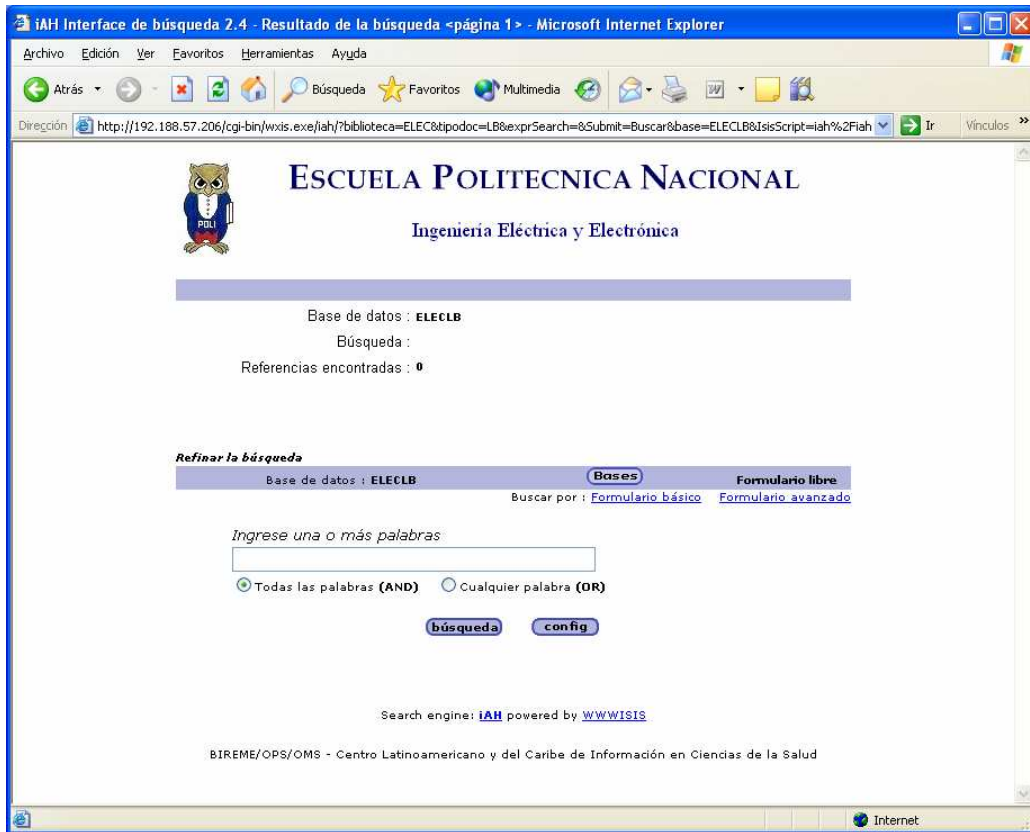 iAH Interface de búsqueda 2.4 - Resultado de la búsqueda <página 1> - Microsoft Internet Explorer
Archivo Edición Ver Favoritos Herramientas Ayuda
Atrás Búsqueda Favoritos Multimedia
Dirección http://192.188.57.206/cgi-bin/wxis.exe/iah/?biblioteca=ELEC&tipodoc=LB&exprSearch=&Submit=Buscar&base=ELECLB&IsisScript=iah%2Fiah Ir Vínculos »
ESCUELA POLITECNICA NACIONAL
POLI
Ingeniería Eléctrica y Electrónica
Base de datos : ELECLB
Búsqueda :
Referencias encontradas : 0
Refinar la búsqueda
Base de datos : ELECLB Bases Formulario libre
Buscar por : Formulario básico Formulario avanzado
Ingrese una o más palabras
Todas las palabras (AND) Cualquier palabra (OR)
búsqueda config
Search engine: iAH powered by WWWISIS
BIREME/OPS/OMS - Centro Latinoamericano y del Caribe de Información en Ciencias de la Salud
Internet